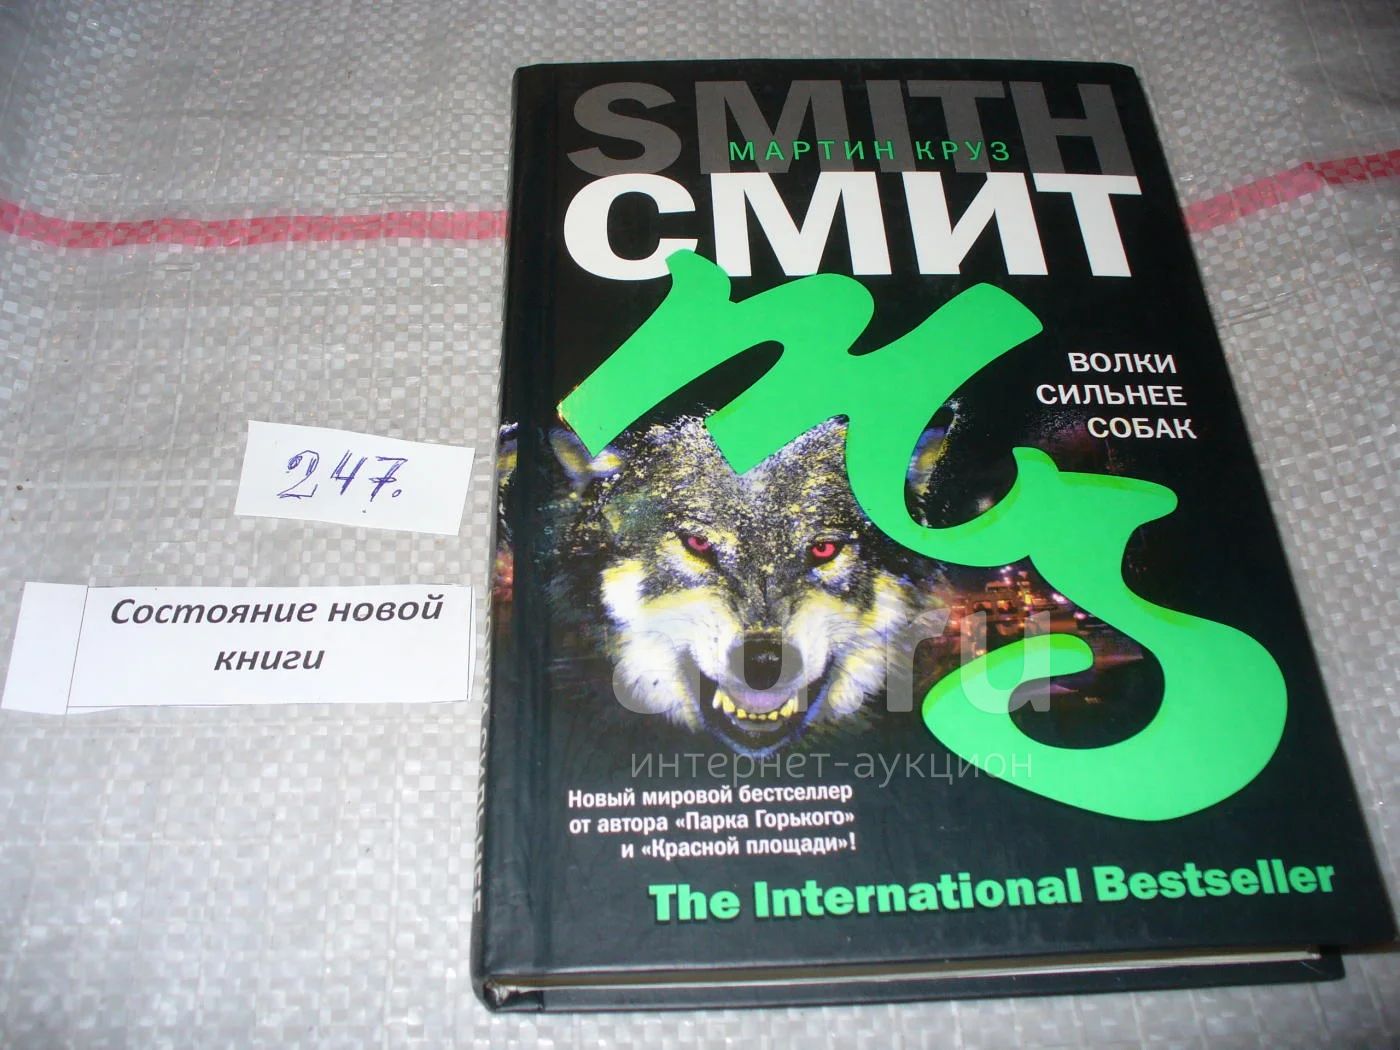 SMITH
МАРТИН КРУЗ
СМИТ
ms
ВОЛКИ
СИЛЬНЕЕ
СОБАК
247.
Состояние новой
книги
au.ru
интернет-аукцион
Новый мировой бестселлер
от автора «Парка Горького»
и «Красной площади»!
The International Bestseller